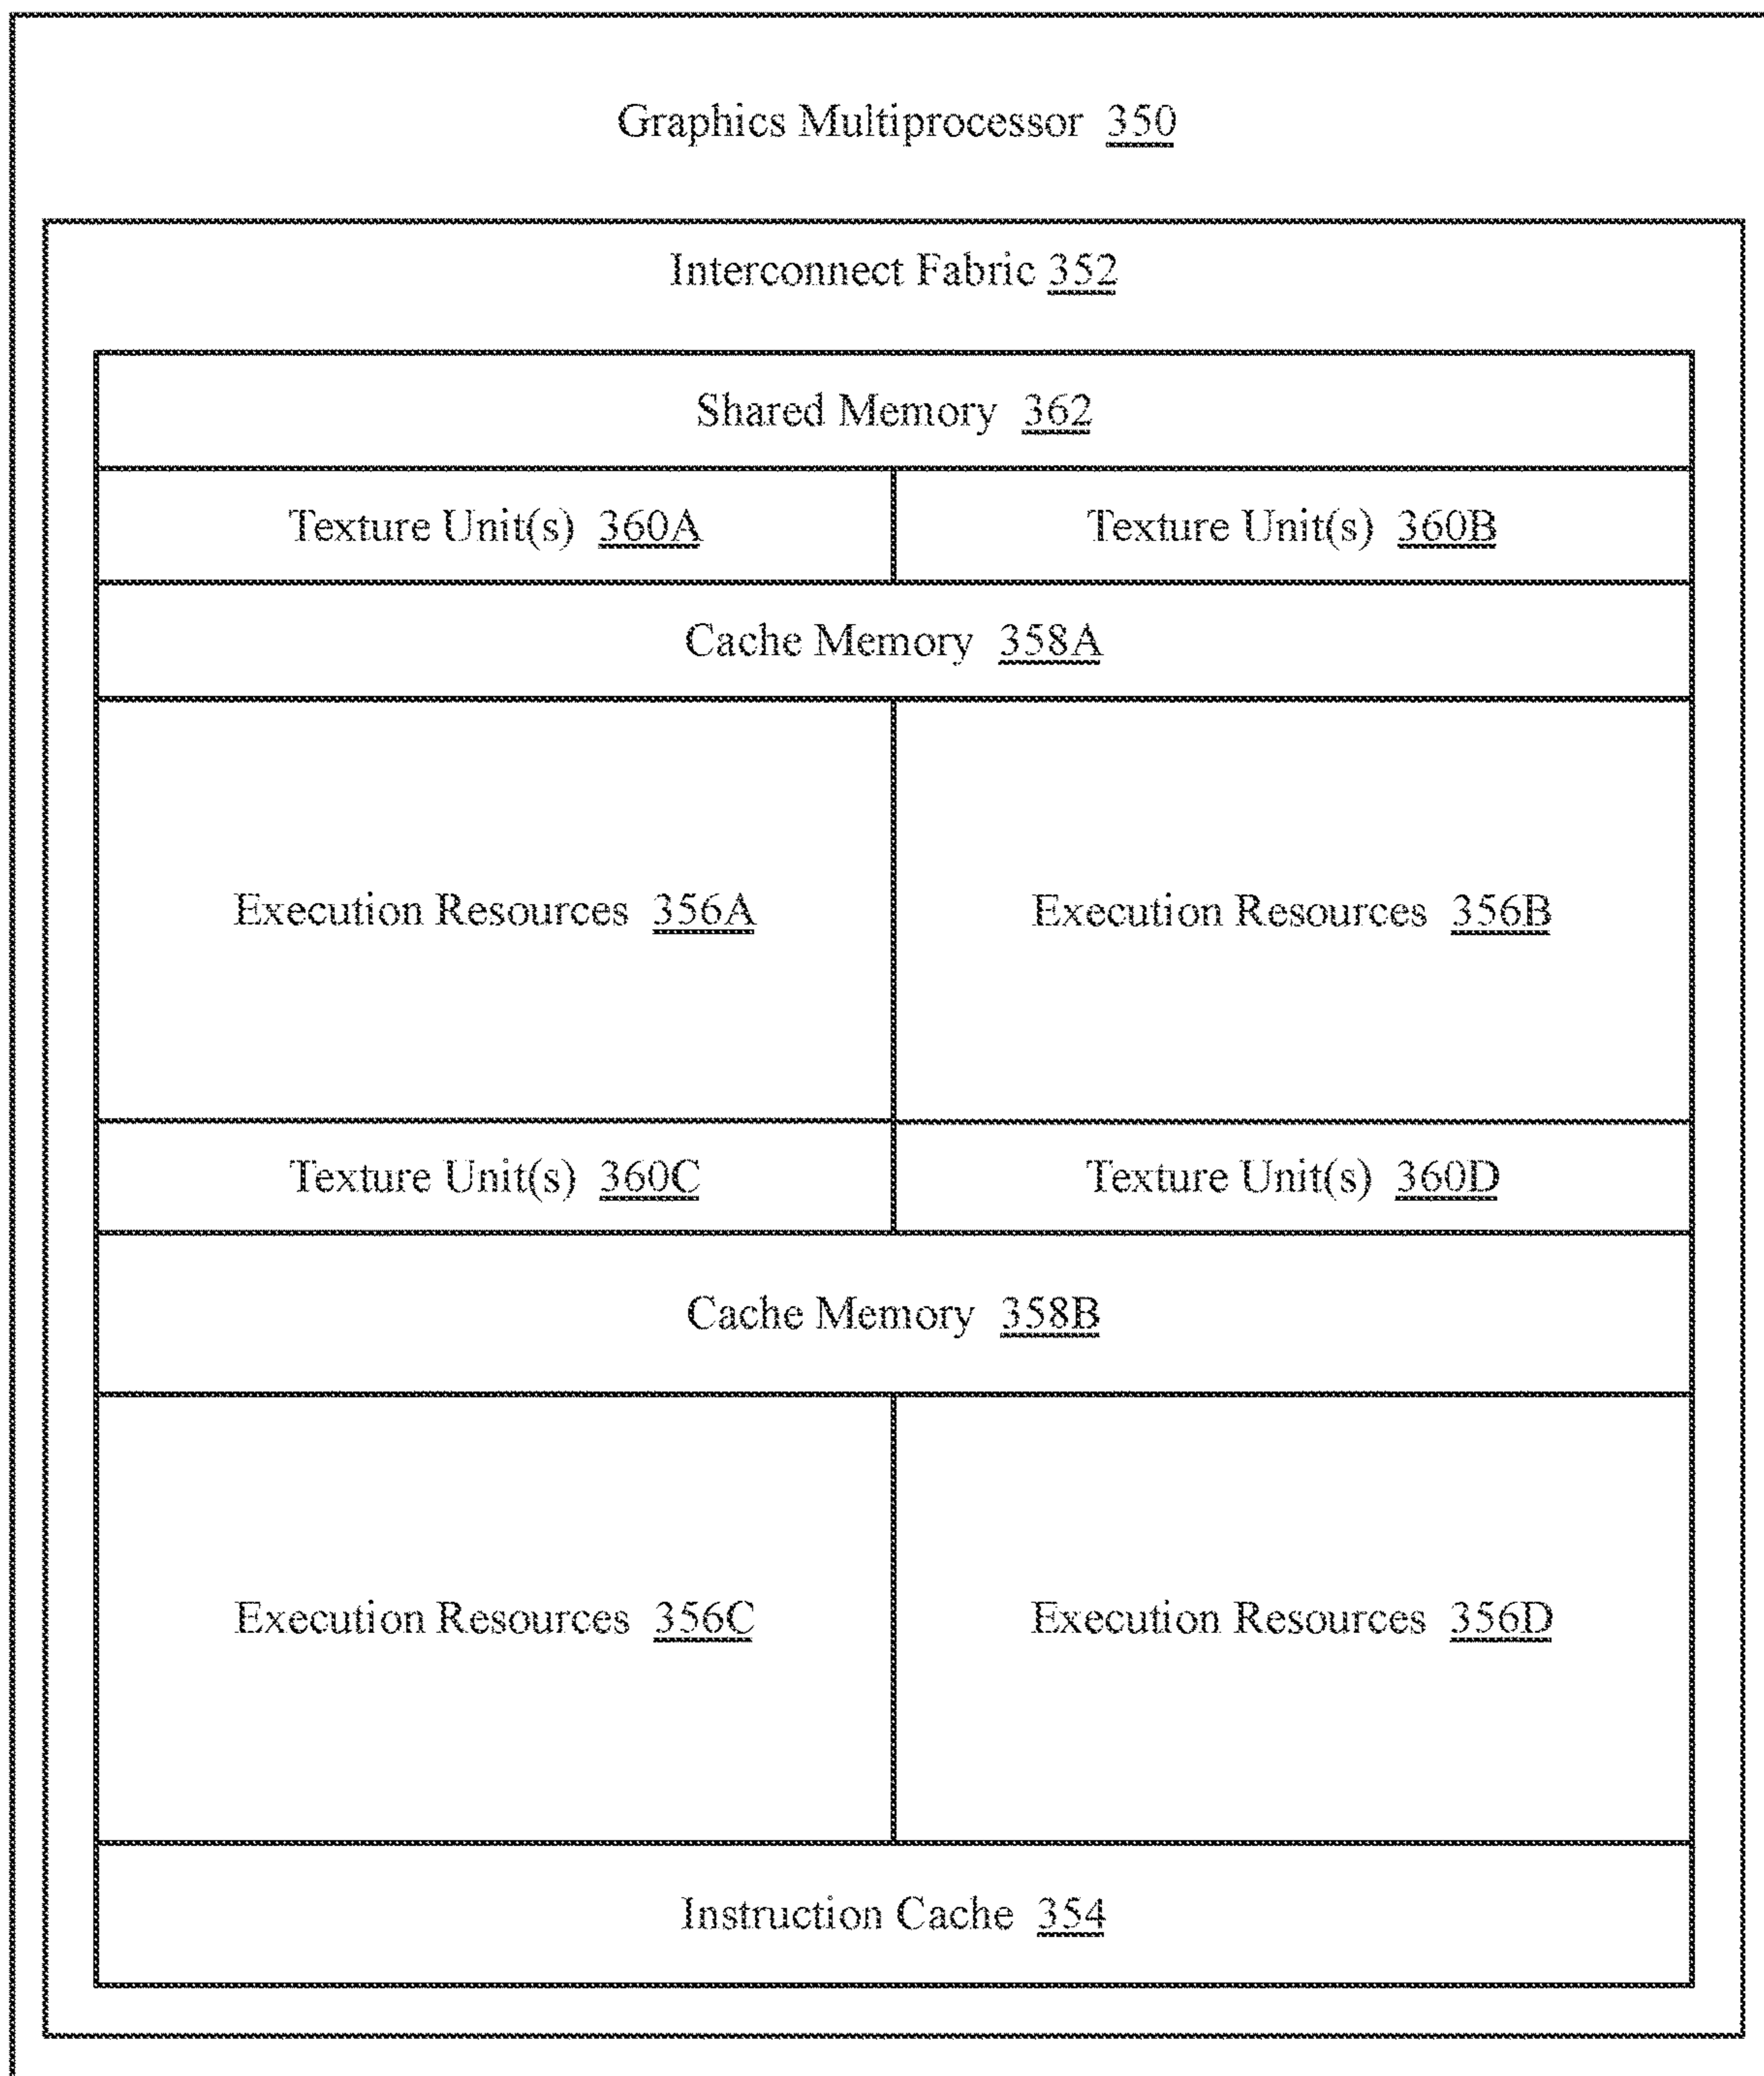 Graphics Multiprocessor 350
Interconnect Fabric 352
Shared Memory 362
Texture Unit(s) 360A
Texture Unit(s) 360B
Cache Memory 358A
Execution Resources 356A
Execution Resources 356B
Texture Unit(s) 360C
Texture Unit(s) 360D
Cache Memory 358B
Execution Resources 356C
Execution Resources 356D
Instruction Cache 354